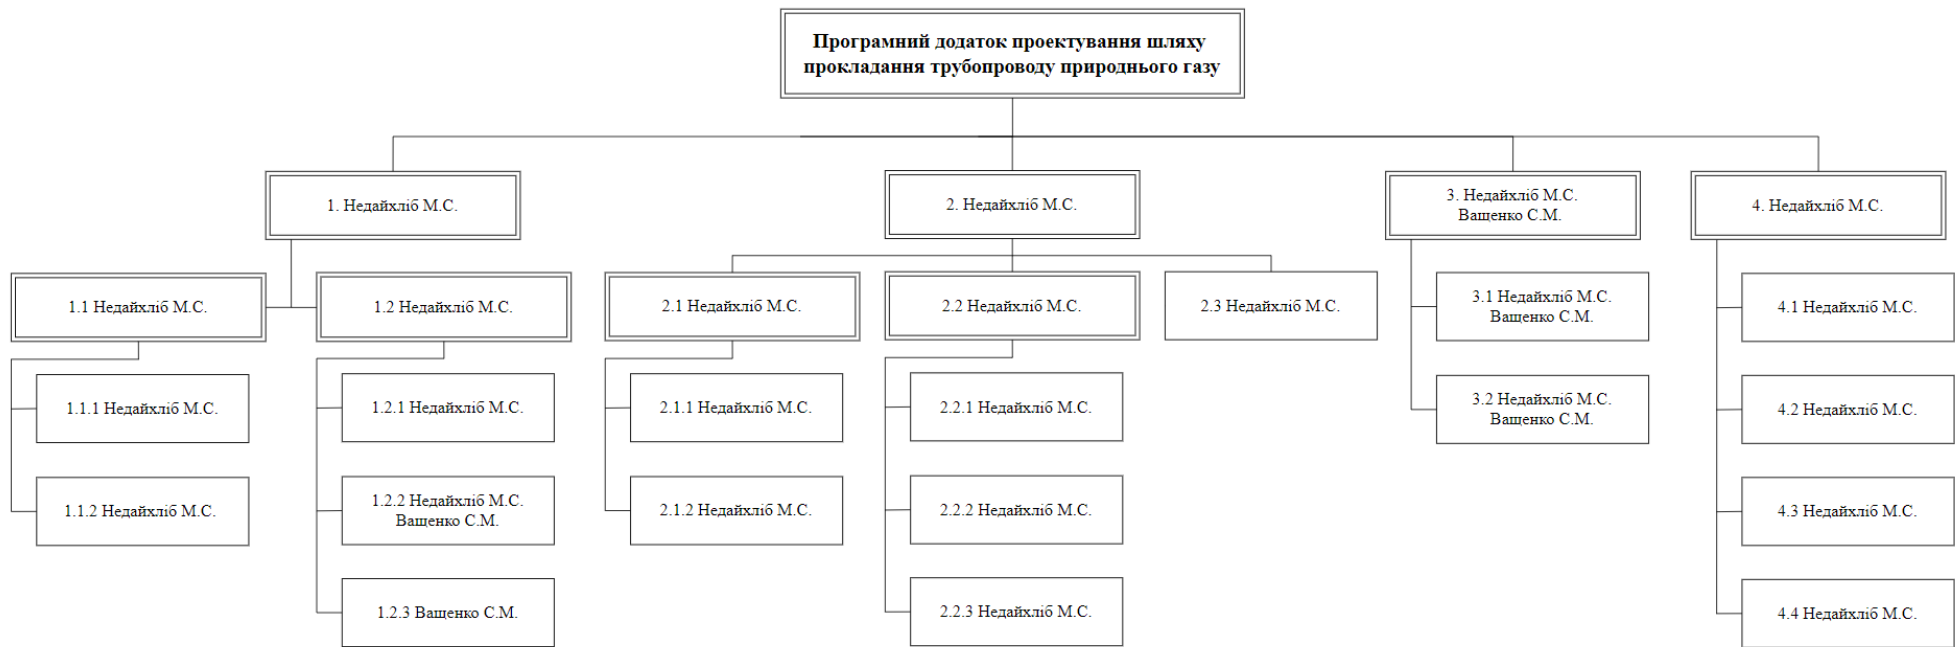 Програмний додаток проектування шляху
прокладання трубопроводу природнього газу
1. Недайхліб М.С.
2. Недайхліб М.С.
3. Недайхліб М.С.
Ващенко С.М.
4. Недайхліб М.С.
1.1 Недайхліб М.С.
1.2 Недайхліб М.С.
2.1 Недайхліб М.С.
2.2 Недайхліб М.С.
2.3 Недайхліб М.С.
3.1 Недайхліб М.С.
Ващенко С.М.
4.1 Недайхліб М.С.
1.1.1 Недайхліб М.С.
1.2.1 Недайхліб М.С.
2.1.1 Недайхліб М.С.
2.2.1 Недайхліб М.С.
3.2 Недайхліб М.С.
Ващенко С.М.
4.2 Недайхліб М.С.
1.1.2 Недайхліб М.С.
1.2.2 Недайхліб М.С.
Ващенко С.М.
2.1.2 Недайхліб М.С.
2.2.2 Недайхліб М.С.
4.3 Недайхліб М.С.
1.2.3 Ващенко С.М.
2.2.3 Недайхліб М.С.
4.4 Недайхліб М.С.